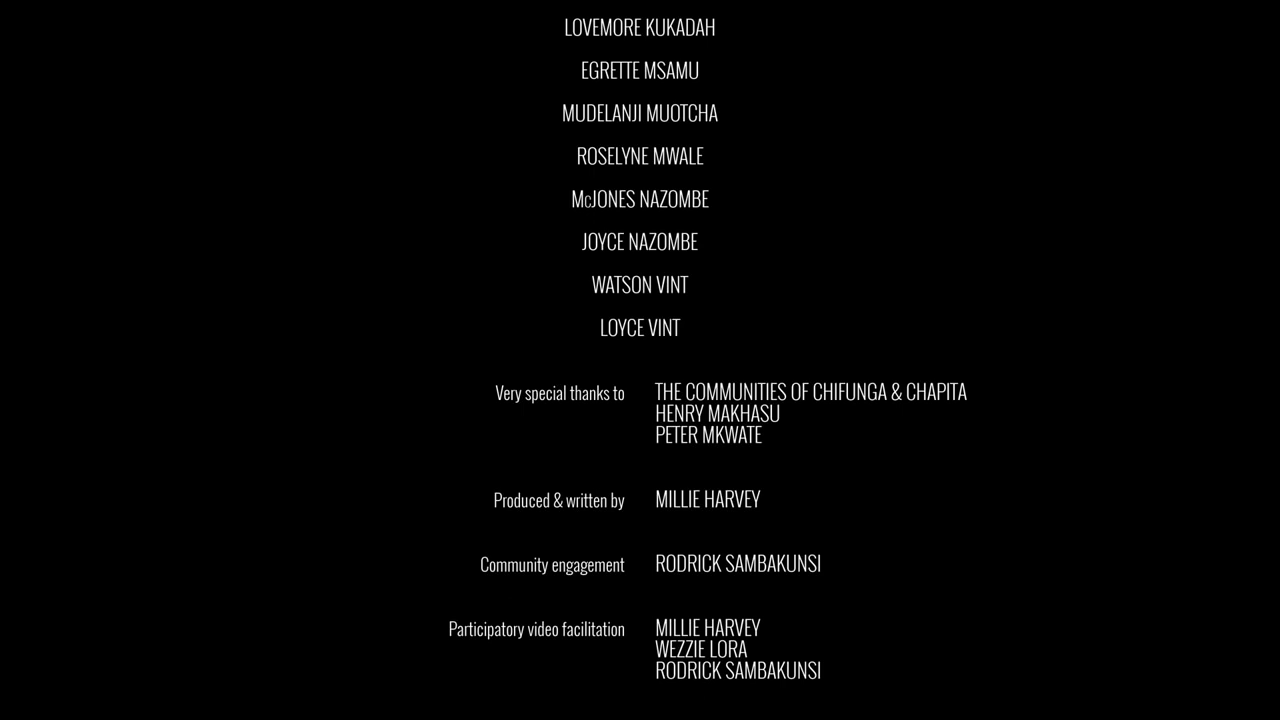 LOVEMORE KUKADAH
EGRETTE MSAMU
MUDELANJI MUOTCHA
ROSELYNE MWALE
McJONES NAZOMBE
JOYCE NAZOMBE
WATSON VINT
LOYCE VINT
Very special thanks to THE COMMUNITIES OF CHIFUNGA & CHAPITA
HENRY MAKHASU
PETER MKWATE
Produced & written by MILLIE HARVEY
Community engagement RODRICK SAMBAKUNSI
Participatory video facilitation MILLIE HARVEY
WEZZIE LORA
RODRICK SAMBAKUNSI